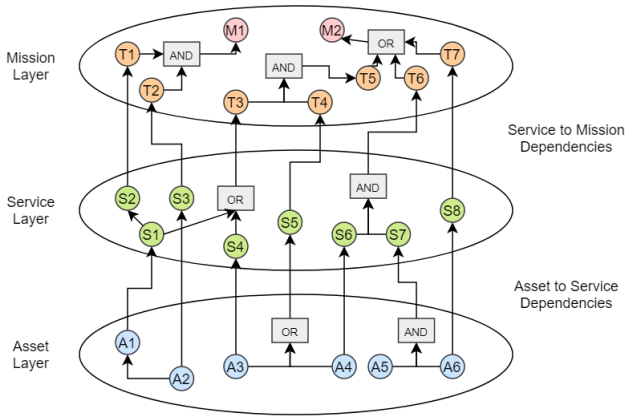 M1
M2
Mission
Layer
T1
AND
OR
T7
AND
T5
T6
T2
T3
T4
Service to Mission
Dependencies
AND
Service
Layer
S2
S3
OR
S8
S5
S1
S4
S6
S7
Asset to Service
Dependencies
OR
AND
Asset
Layer
A1
A2
A3
A4
A5
A6